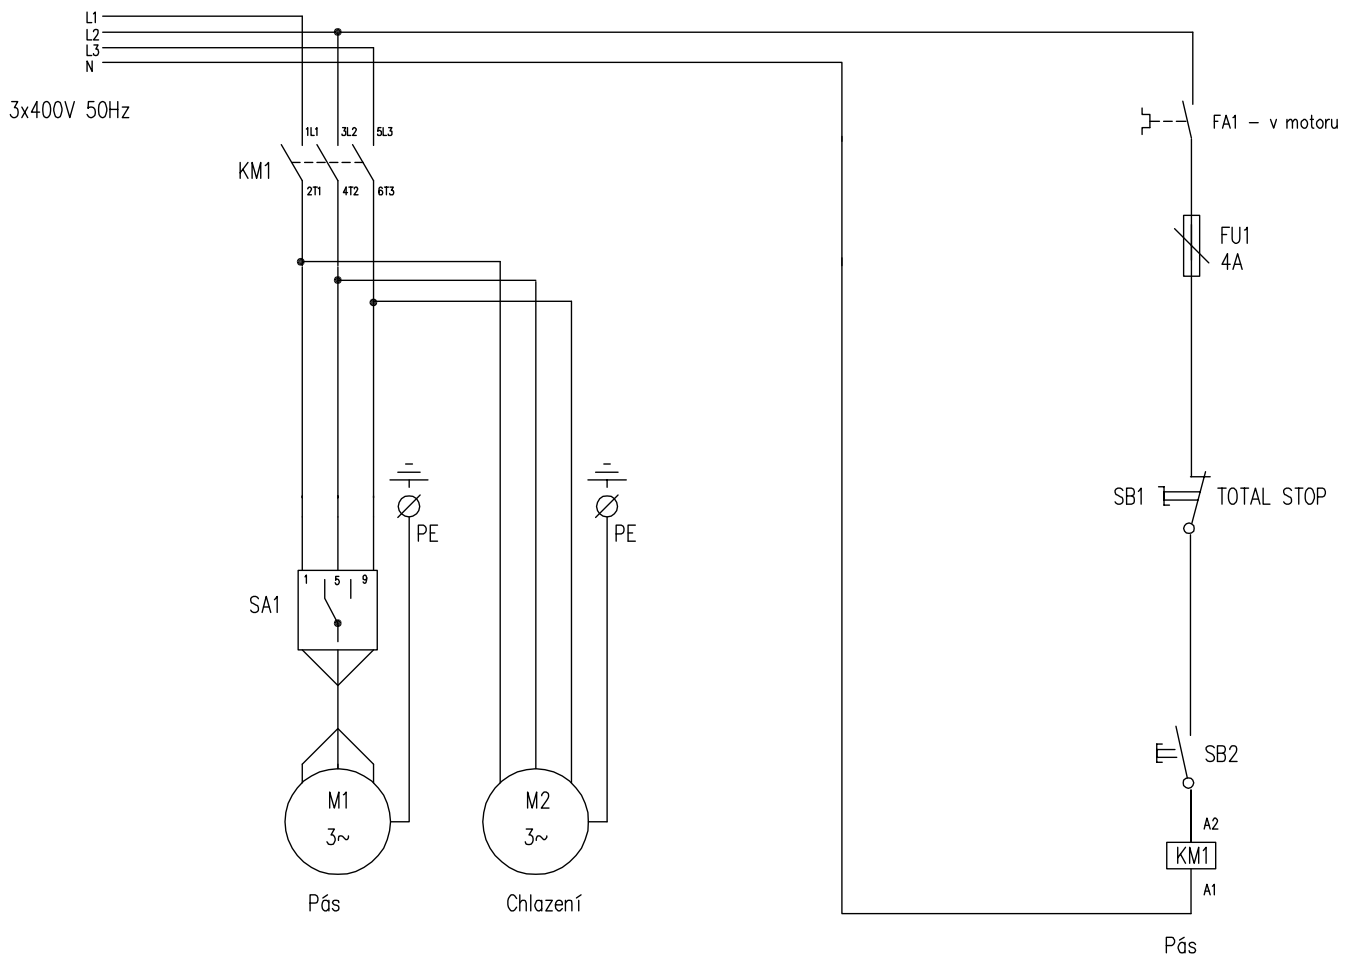 L1
L2
L3
N
3x400V 50Hz
1L1 3L2 5L3
KM1
2T1 4T2 6T3
FA1 - v motoru
FU1
4A
SB1 TOTAL STOP
PE PE
1 5 9
SA1
SB2
M1
3~
M2
3~
A2
KM1
A1
Pás
Chlazení
Pás